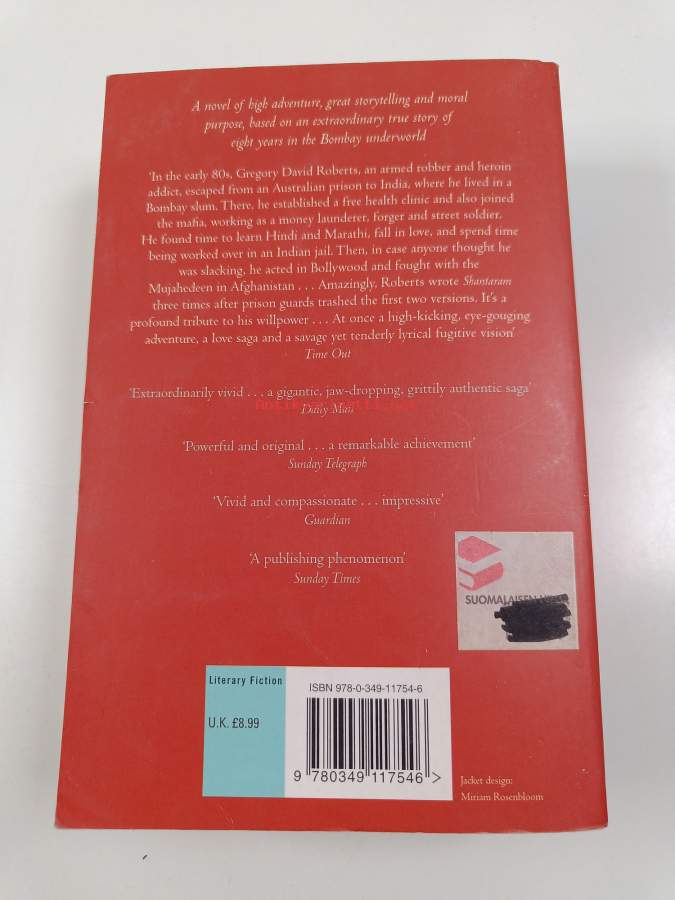 A novel of high adventure, great storytelling and moral
purpose, based on an extraordinary true story of
eight years in the Bombay underworld
‘In the early 80s, Gregory David Roberts, an armed robber and heroin
addict, escaped from an Australian prison to India, where he lived in a
Bombay slum. There, he established a free health clinic and also joined
the mafia, working as a money launderer, forger and street soldier.
He found time to learn Hindi and Marathi, fall in love, and spend time
being worked over in an Indian jail. Then, in case anyone thought he
was slacking, he acted in Bollywood and fought with the
Mujahedeen in Afghanistan . . . Amazingly, Roberts wrote Shantaram
three times after prison guards trashed the first two versions. It’s a
profound tribute to his willpower . . . At once a high-kicking, eye-gouging
adventure, a love saga and a savage yet tenderly lyrical fugitive vision’
Time Out
‘Extraordinarily vivid . . . a gigantic, jaw-dropping, grittily authentic saga’
Daily Mail
‘Powerful and original . . . a remarkable achievement’
Sunday Telegraph
‘Vivid and compassionate . . . impressive’
Guardian
‘A publishing phenomenon’
Sunday Times
SUOMALAISEN
Literary Fiction
U.K. £8.99
ISBN 978-0-349-11754-6
9 780349 117546 >
Jacket design:
Miriam Rosenbloom